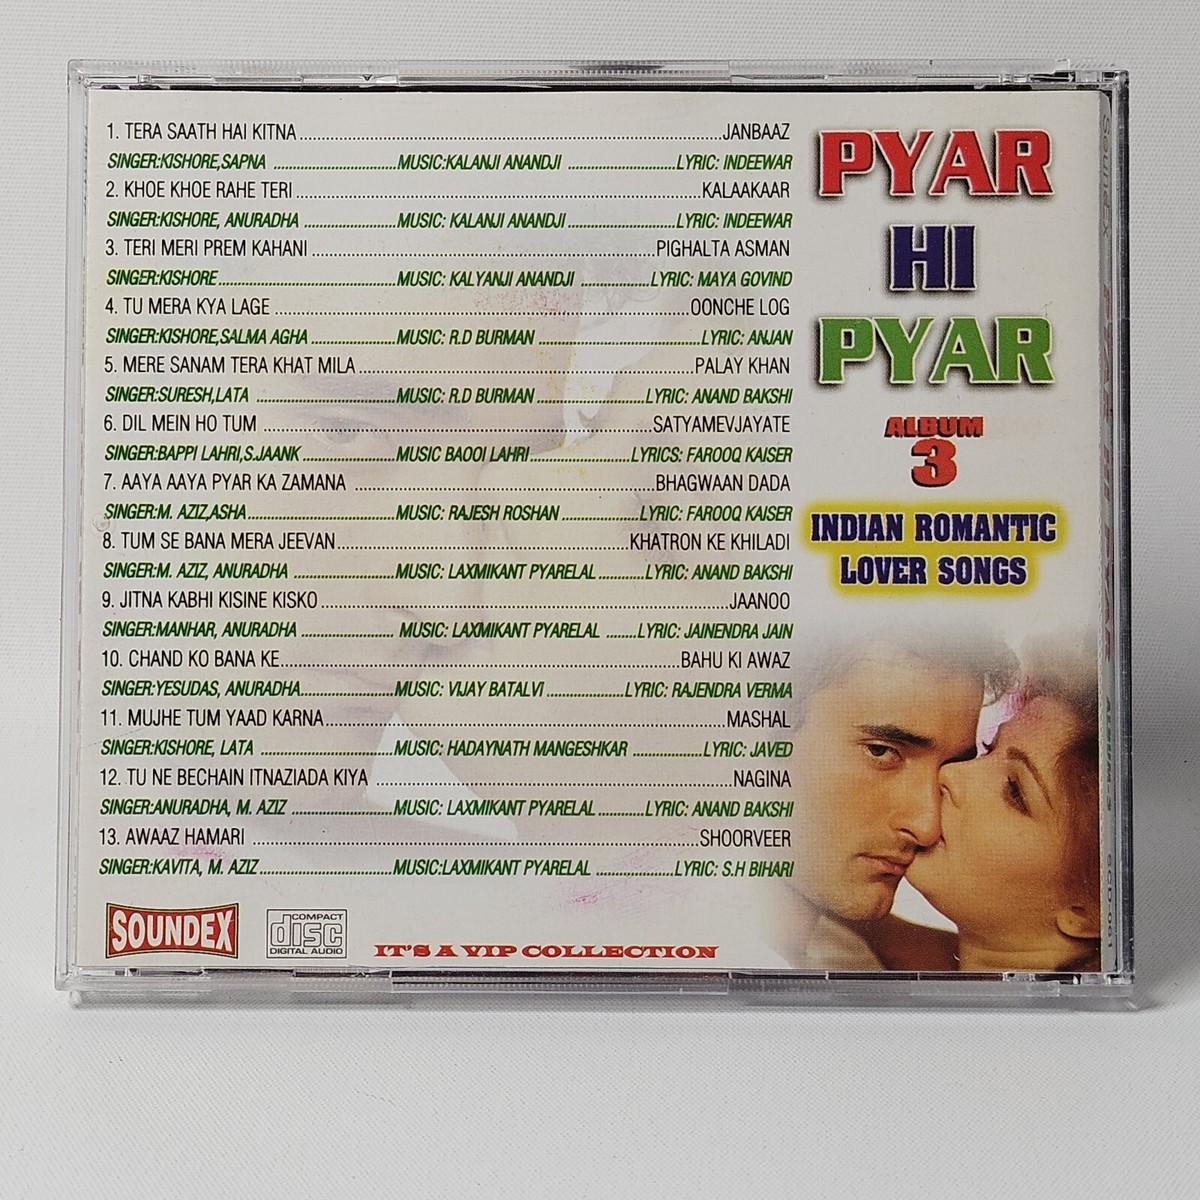 1. TERA SAATH HAI KITNA ........ JANBAAZ
SINGER:KISHORE,SAPNA ........ MUSIC:KALANJI ANANDJI ........ LYRIC: INDEEWAR
2. KHOE KHOE RAHE TERI ........ KALAAKAAR
SINGER:KISHORE, ANURADHA ........ MUSIC: KALANJI ANANDJI ........ LYRIC: INDEEWAR
3. TERI MERI PREM KAHANI ........ PIGHALTA ASMAN
SINGER:KISHORE ........ MUSIC: KALYANJI ANANDJI ........ LYRIC: MAYA GOVIND
4. TU MERA KYA LAGE ........ OONCHE LOG
SINGER:KISHORE,SALMA AGHA ........ MUSIC: R.D BURMAN ........ LYRIC: ANJAN
5. MERE SANAM TERA KHAT MILA ........ PALAY KHAN
SINGER:SURESH,LATA ........ MUSIC: R.D BURMAN ........ LYRIC: ANAND BAKSHI
6. DIL MEIN HO TUM ........ SATYAMEVJAYATE
SINGER:BAPPI LAHRI,S.JAANK ........ MUSIC BAOOI LAHRI ........ LYRICS: FAROOQ KAISER
7. AAYA AAYA PYAR KA ZAMANA ........ BHAGWAAN DADA
SINGER:M. AZIZ,ASHA ........ MUSIC: RAJESH ROSHAN ........ LYRIC: FAROOQ KAISER
8. TUM SE BANA MERA JEEVAN ........ KHATRON KE KHILADI
SINGER:M. AZIZ, ANURADHA ........ MUSIC: LAXMIKANT PYARELAL ........ LYRIC: ANAND BAKSHI
9. JITNA KABHI KISINE KISKO ........ JAANOO
SINGER:MANHAR, ANURADHA ........ MUSIC: LAXMIKANT PYARELAL ........ LYRIC: JAINENDRA JAIN
10. CHAND KO BANA KE ........ BAHU KI AWAZ
SINGER:YESUDAS, ANURADHA ........ MUSIC: VIJAY BATALVI ........ LYRIC: RAJENDRA VERMA
11. MUJHE TUM YAAD KARNA ........ MASHAL
SINGER:KISHORE, LATA ........ MUSIC: HADAYNATH MANGESHKAR ........ LYRIC: JAVED
12. TU NE BECHAIN ITNAZIADA KIYA ........ NAGINA
SINGER:ANURADHA, M. AZIZ ........ MUSIC: LAXMIKANT PYARELAL ........ LYRIC: ANAND BAKSHI
13. AWAAZ HAMARI ........ SHOORVEER
SINGER:KAVITA, M. AZIZ ........ MUSIC:LAXMIKANT PYARELAL ........ LYRIC: S.H BIHARI
SOUNDEX
COMPACT
disc
DIGITAL AUDIO
IT'S A VIP COLLECTION
PYAR
HI
PYAR
ALBUM
3
INDIAN ROMANTIC
LOVER SONGS
SOUNDEX
ALBUM-3
SCD-061